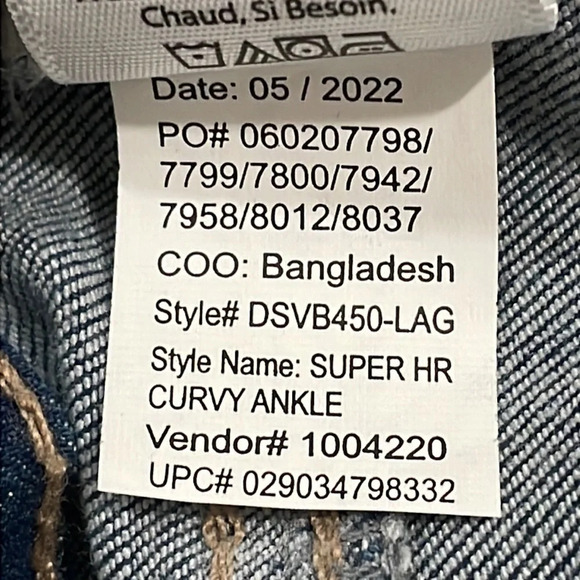 Chaud, Si Besoin.
Date: 05 / 2022
PO# 060207798/
7799/7800/7942/
7958/8012/8037
COO: Bangladesh
Style# DSVB450-LAG
Style Name: SUPER HR
CURVY ANKLE
Vendor# 1004220
UPC# 029034798332